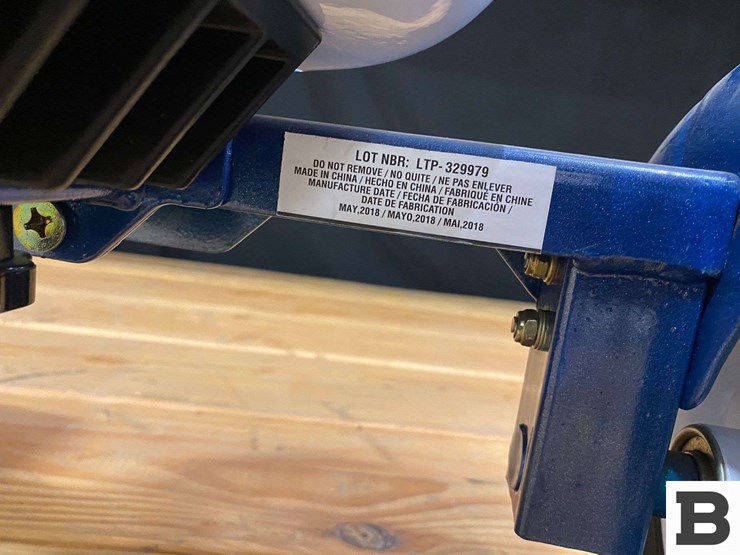 LOT NBR: LTP-329979
DO NOT REMOVE / NO QUITE / NE PAS ENLEVER
MADE IN CHINA / HECHO EN CHINA / FABRIQUÉ EN CHINE
MANUFACTURE DATE / FECHA DE FABRICACIÓN /
DATE DE FABRICATION
MAY,2018 / MAYO,2018 / MAI,2018
B